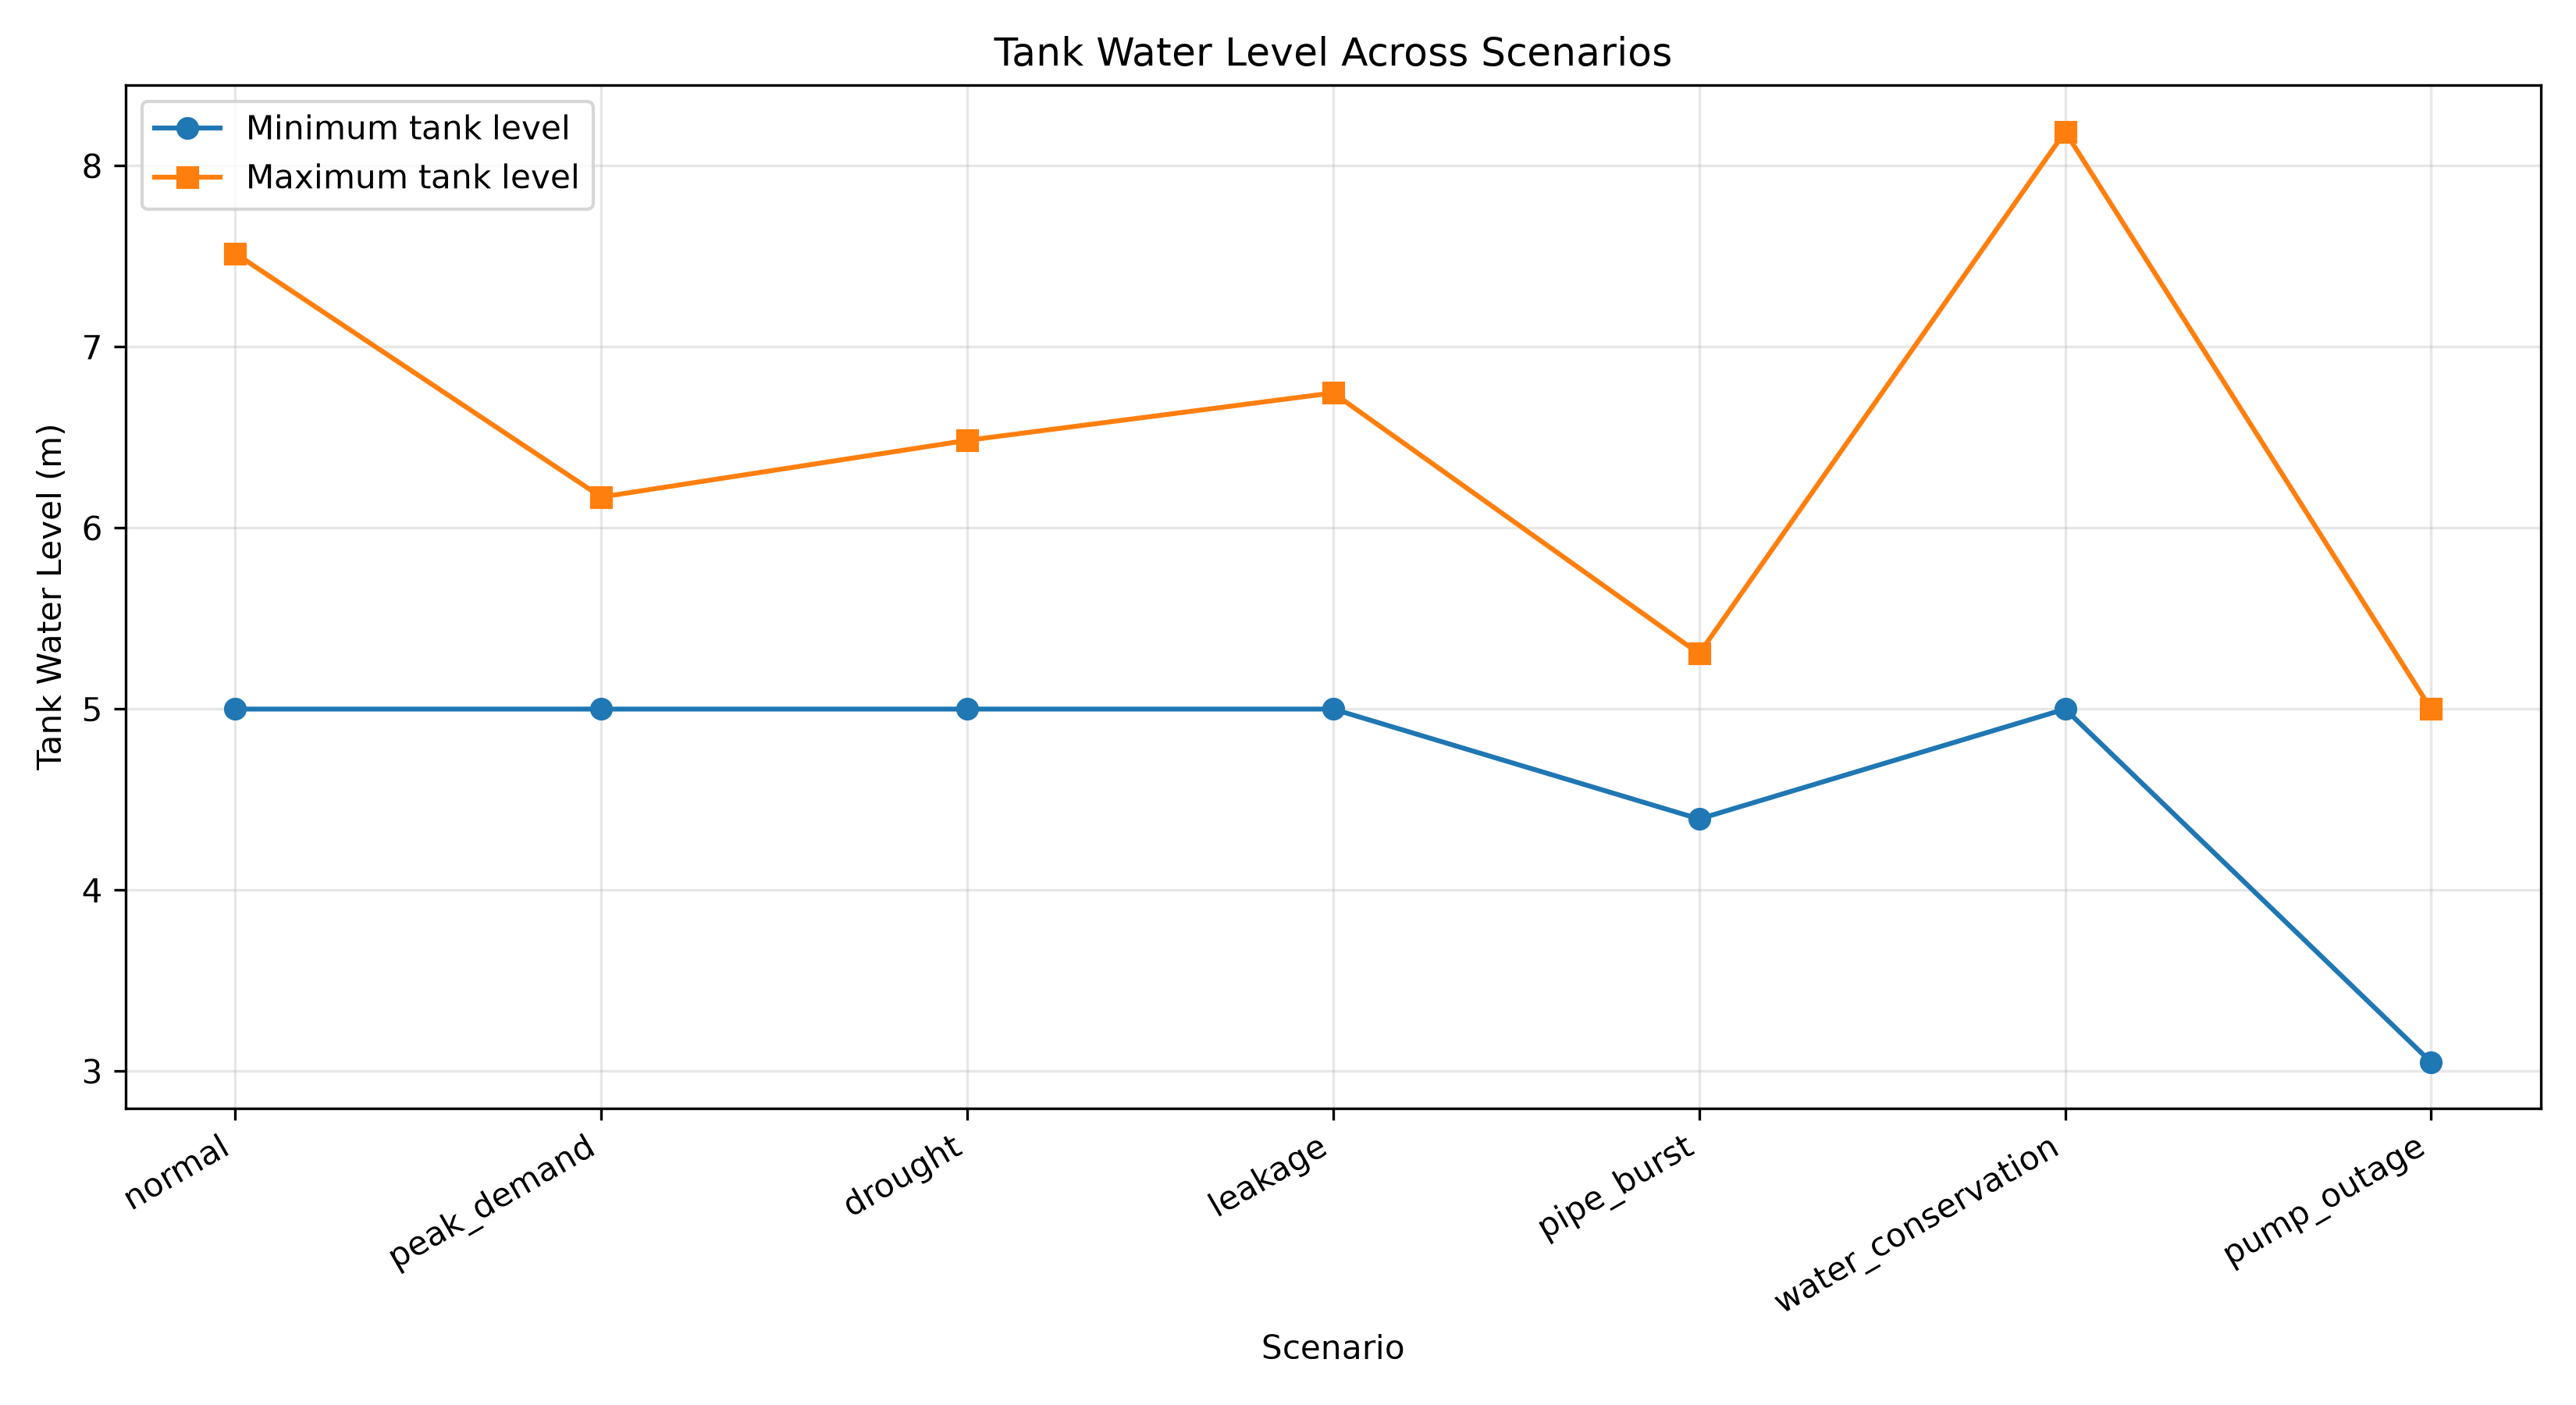 Tank Water Level Across Scenarios
Minimum tank level
Maximum tank level
Tank Water Level (m)
8
7
6
5
4
3
normal
peak_demand
drought
leakage
pipe_burst
water_conservation
pump_outage
Scenario